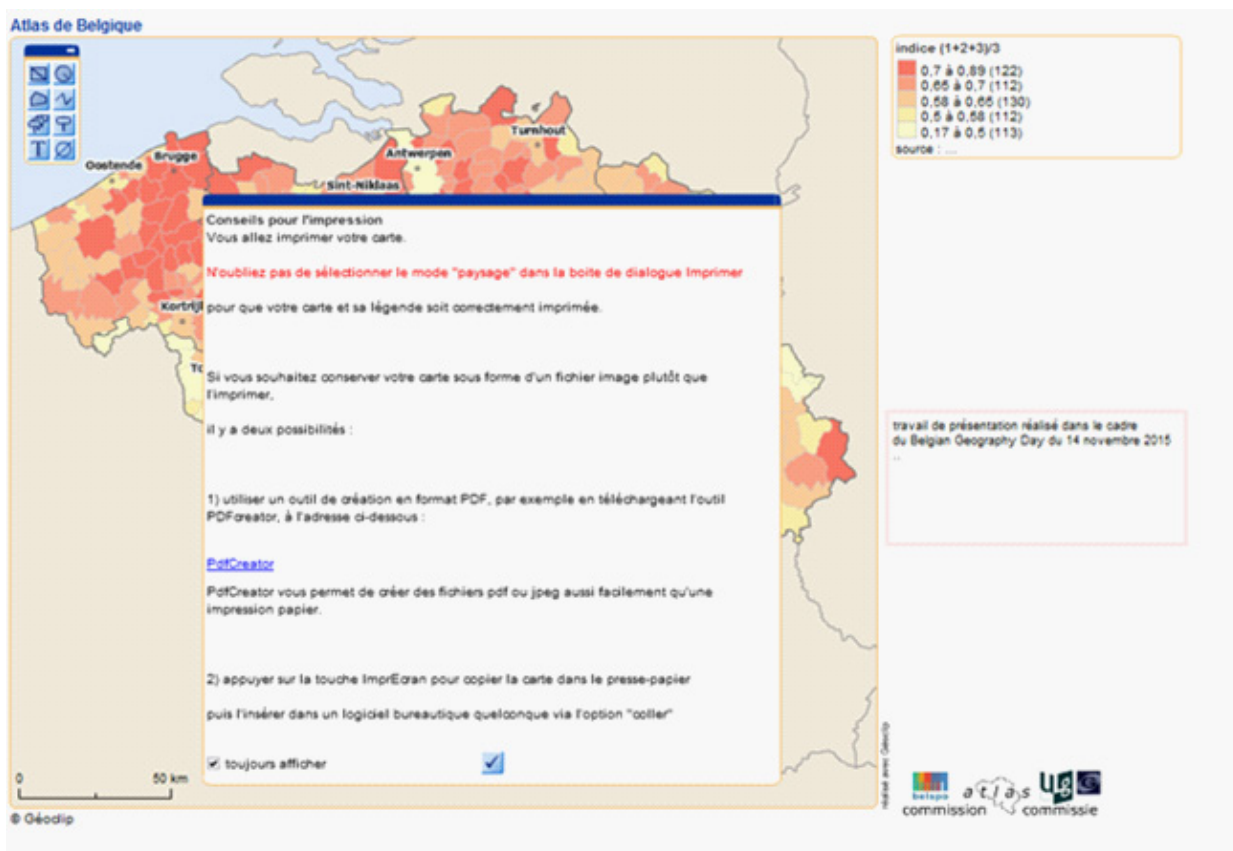 Atlas de Belgique
Oostende
Brugge
Antwerpen
Turnhout
Sint-Niklaas
Kortrij
To
indice (1+2+3)/3
0,7 à 0,89 (122)
0,65 à 0,7 (112)
0,58 à 0,65 (130)
0,5 à 0,58 (112)
0,17 à 0,5 (113)
source : ...
Conseils pour l'impression
Vous allez imprimer votre carte.
N'oubliez pas de sélectionner le mode "paysage" dans la boite de dialogue Imprimer
pour que votre carte et sa légende soit correctement imprimée.
Si vous souhaitez conserver votre carte sous forme d'un fichier image plutôt que
l'imprimer,
il y a deux possibilités :
1) utiliser un outil de création en format PDF, par exemple en téléchargeant l'outil
PDFcreator, à l'adresse ci-dessous :
PdfCreator
PdfCreator vous permet de créer des fichiers pdf ou jpeg aussi facilement qu'une
impression papier.
2) appuyer sur la touche ImprEcran pour copier la carte dans le presse-papier
puis l'insérer dans un logiciel bureautique quelconque via l'option "coller"
toujours afficher
travail de présentation réalisé dans le cadre
du Belgian Geography Day du 14 novembre 2015
..
0 50 km
© Géoclip
réalisé avec Géoclip
belspo
atlas
commission commissie